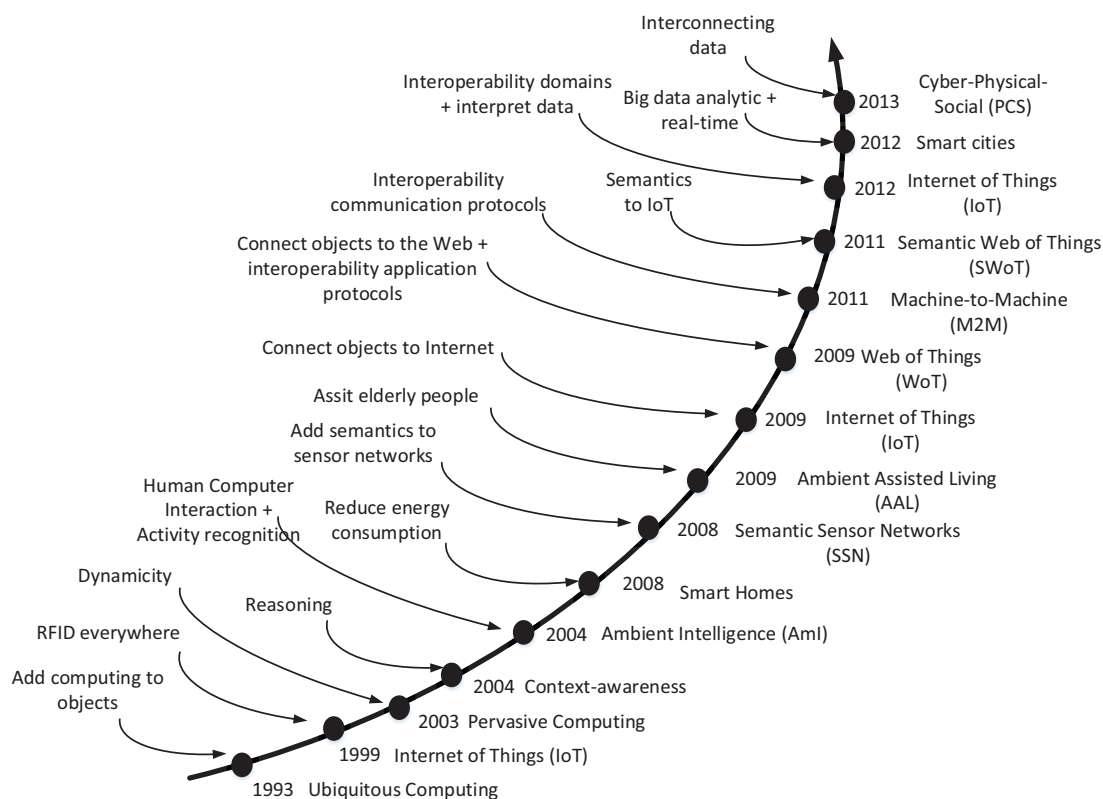 Interconnecting
data
Cyber-Physical-
Social (PCS)
2013
Interoperability domains
+ interpret data
Big data analytic +
real-time
2012 Smart cities
Interoperability
communication protocols
Semantics
to IoT
2012 Internet of Things
(IoT)
Connect objects to the Web +
interoperability application
protocols
2011 Semantic Web of Things
(SWoT)
2011 Machine-to-Machine
(M2M)
Connect objects to Internet
2009 Web of Things
(WoT)
Assit elderly people
2009 Internet of Things
(IoT)
Add semantics to
sensor networks
2009 Ambient Assisted Living
(AAL)
Human Computer
Interaction +
Activity recognition
Reduce energy
consumption
2008 Semantic Sensor Networks
(SSN)
Dynamicity
2008 Smart Homes
Reasoning
RFID everywhere
2004 Ambient Intelligence (AmI)
Add computing to
objects
2004 Context-awareness
2003 Pervasive Computing
1999 Internet of Things (IoT)
1993 Ubiquitous Computing